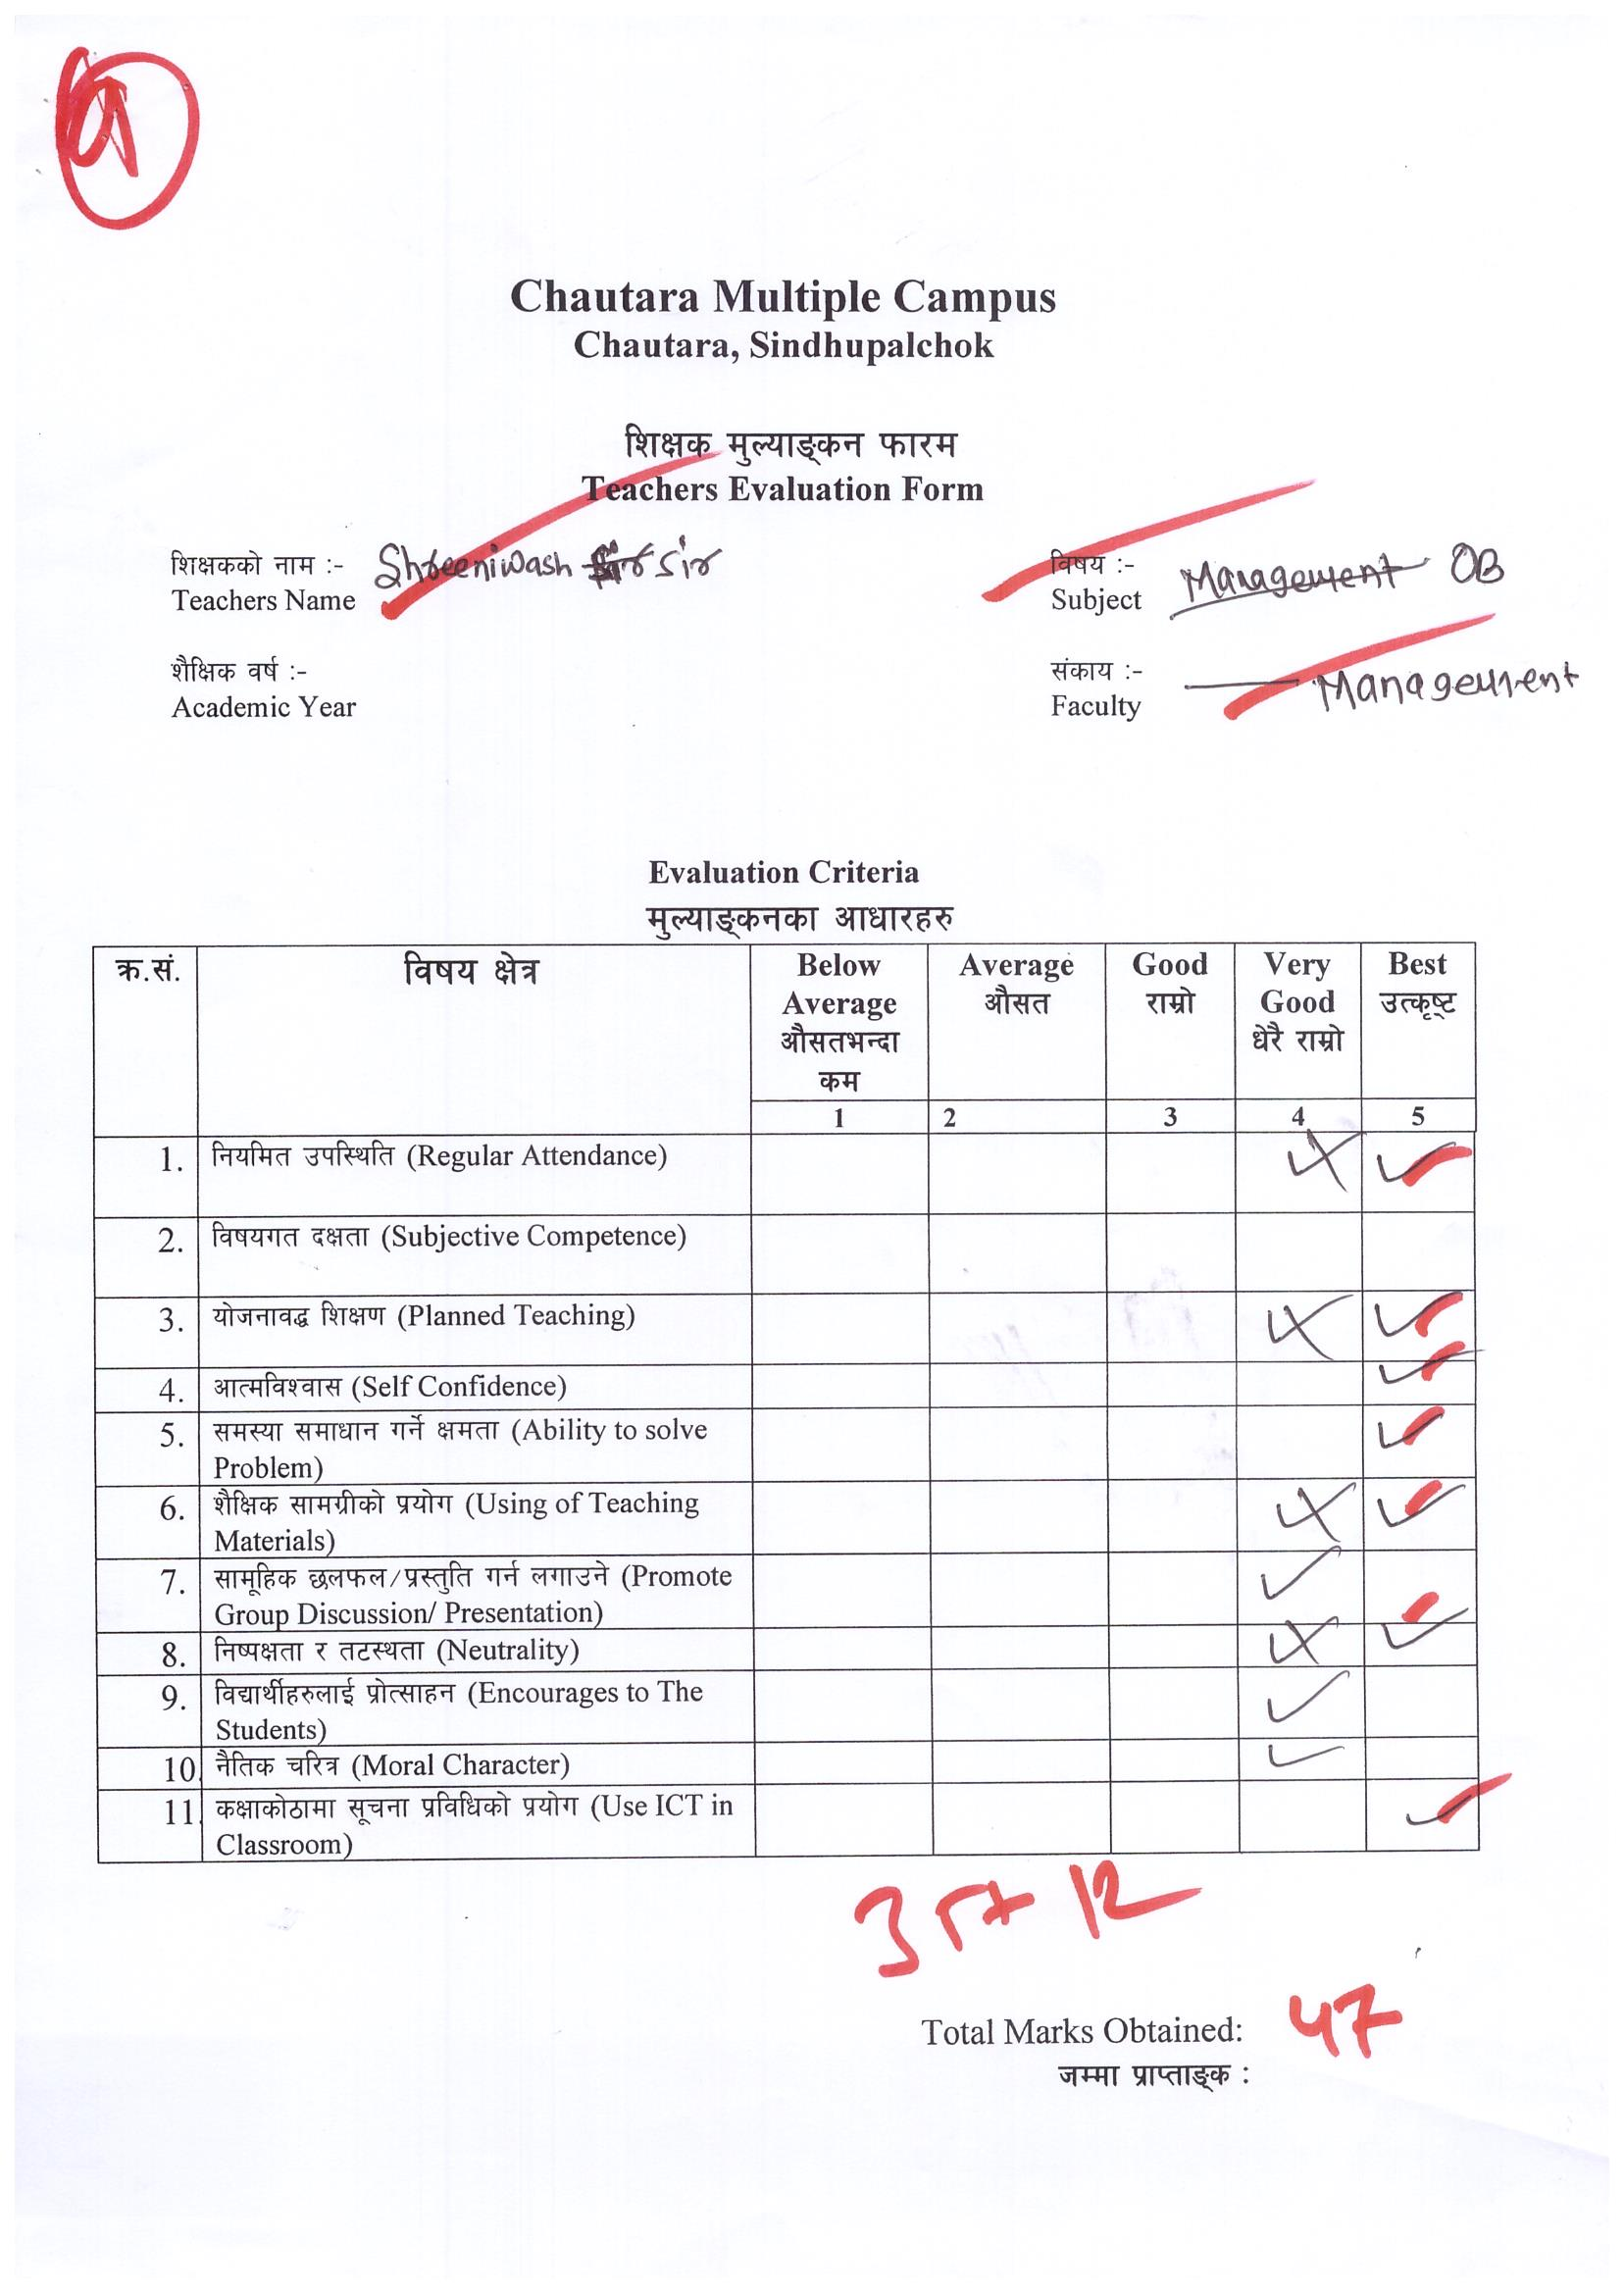 Chautara Multiple Campus
Chautara, Sindhupalchok
शिक्षक मुल्याङ्कन फारम
Teachers Evaluation Form
शिक्षकको नाम :- Shreeniwash sir
Teachers Name
विषय :- Management OB
Subject
शैक्षिक वर्ष :-
Academic Year
संकाय :- Management
Faculty
Evaluation Criteria
मुल्याङ्कनका आधारहरु
क्र.सं. विषय क्षेत्र Below Average औसतभन्दा कम Average औसत Good राम्रो Very Good धेरै राम्रो Best उत्कृष्ट
1 2 3 4 5
1. नियमित उपस्थिति (Regular Attendance)
2. विषयगत दक्षता (Subjective Competence)
3. योजनावद्ध शिक्षण (Planned Teaching)
4. आत्मविश्वास (Self Confidence)
5. समस्या समाधान गर्ने क्षमता (Ability to solve
Problem)
6. शैक्षिक सामग्रीको प्रयोग (Using of Teaching
Materials)
7. सामूहिक छलफल/प्रस्तुति गर्न लगाउने (Promote
Group Discussion/ Presentation)
8. निष्पक्षता र तटस्थता (Neutrality)
9. विद्यार्थीहरुलाई प्रोत्साहन (Encourages to The
Students)
10. नैतिक चरित्र (Moral Character)
11. कक्षाकोठामा सूचना प्रविधिको प्रयोग (Use ICT in
Classroom)
35+12
Total Marks Obtained: 47
जम्मा प्राप्ताङ्क :